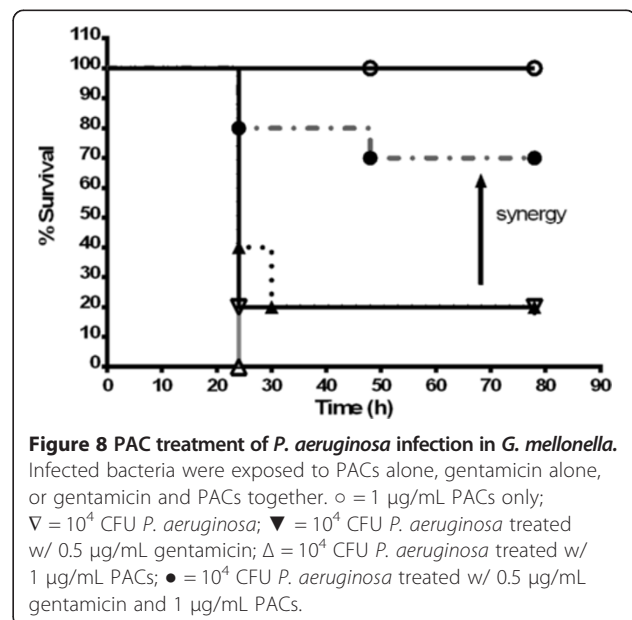 110
100
90
80
70
60
50
40
30
20
10
0
% Survival
synergy
0 10 20 30 40 50 60 70 80 90
Time (h)
Figure 8 PAC treatment of P. aeruginosa infection in G. mellonella.
Infected bacteria were exposed to PACs alone, gentamicin alone,
or gentamicin and PACs together. ○ = 1 μg/mL PACs only;
∇ = 10⁴ CFU P. aeruginosa; ▼ = 10⁴ CFU P. aeruginosa treated
w/ 0.5 μg/mL gentamicin; Δ = 10⁴ CFU P. aeruginosa treated w/
1 μg/mL PACs; ● = 10⁴ CFU P. aeruginosa treated w/ 0.5 μg/mL
gentamicin and 1 μg/mL PACs.